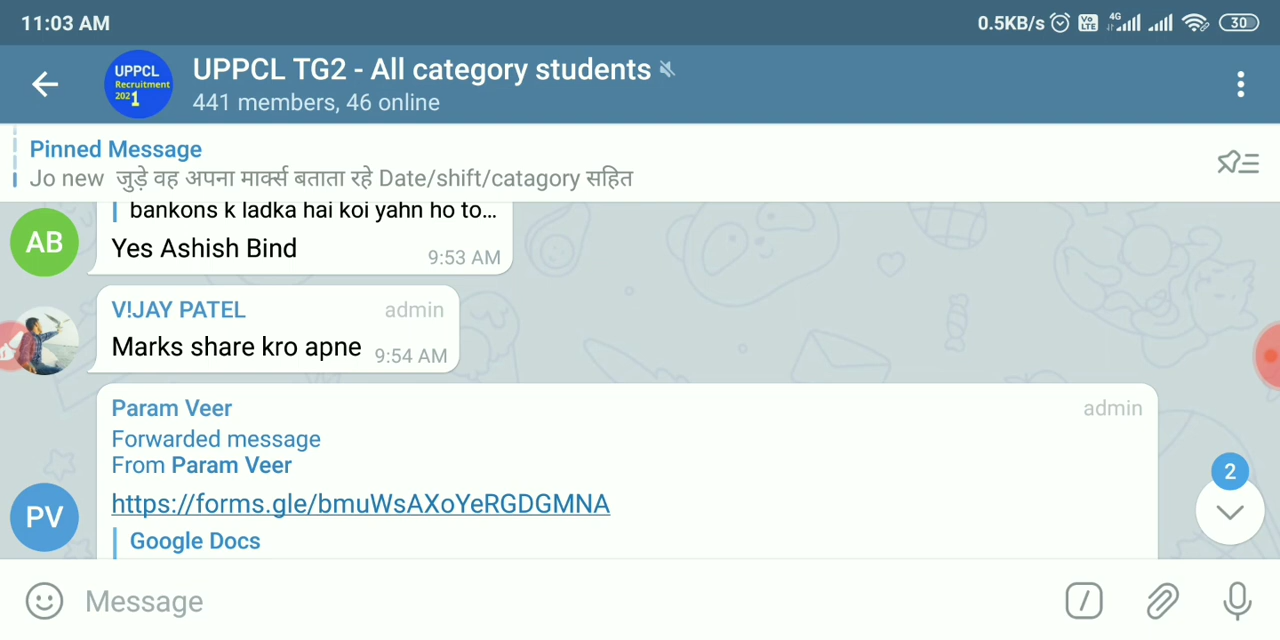 11:03 AM
0.5KB/s Vo LTE 4G 30
UPPCL
Recruitment
2021
UPPCL TG2 - All category students
441 members, 46 online
Pinned Message
Jo new जुड़े वह अपना मार्क्स बताता रहे Date/shift/catagory सहित
bankons k ladka hai koi yahn ho to...
AB
Yes Ashish Bind
9:53 AM
V!JAY PATEL admin
Marks share kro apne 9:54 AM
Param Veer admin
Forwarded message
From Param Veer
2
https://forms.gle/bmuWsAXoYeRGDGMNA
PV
Google Docs
Message